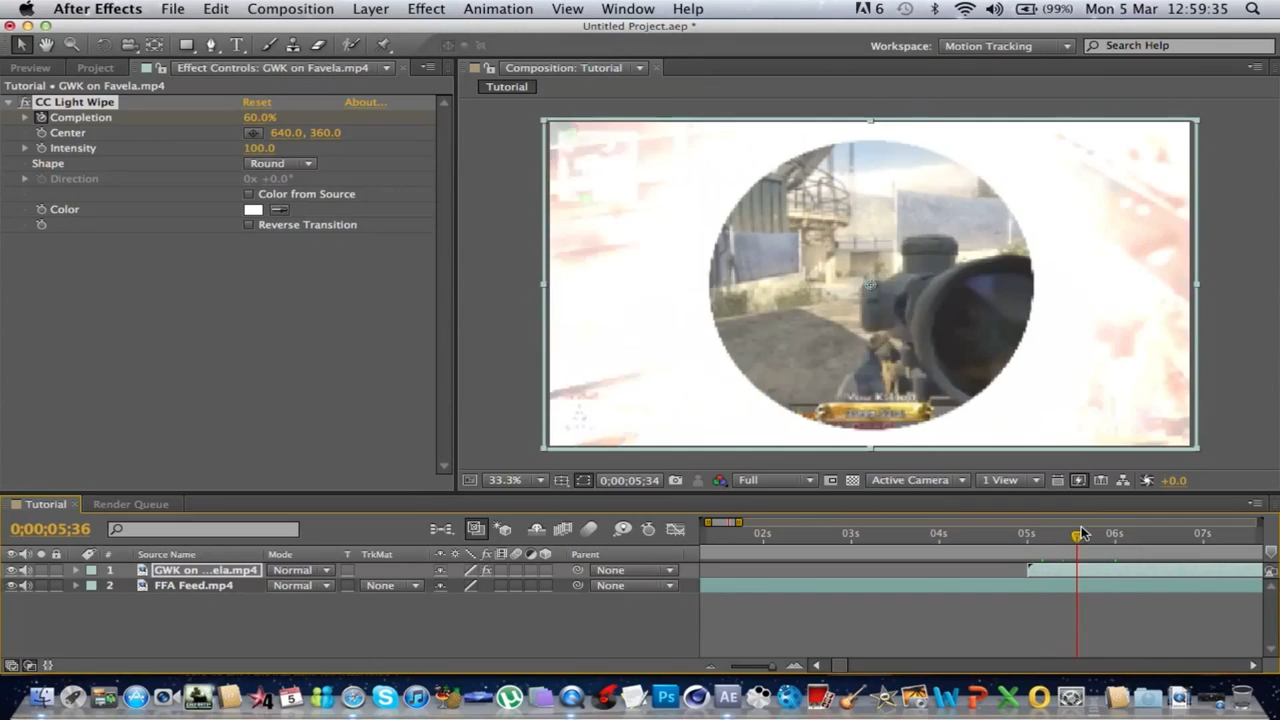 After Effects File Edit Composition Layer Effect Animation View Window Help 6 (99%) Mon 5 Mar 12:59:35
Untitled Project.aep *
Workspace: Motion Tracking Search Help
Preview Project Effect Controls: GWK on Favela.mp4 Composition: Tutorial
Tutorial • GWK on Favela.mp4 Tutorial
CC Light Wipe Reset About...
Completion 60.0%
Center 640.0, 360.0
Intensity 100.0
Shape Round
Direction 0x +0.0°
Color from Source
Color
Reverse Transition
33.3% 0;00;05;34 Full Active Camera 1 View +0.0
Tutorial Render Queue
0;00;05;36 02s 03s 04s 05s 06s 07s
# Source Name Mode T TrkMat Parent
1 GWK on ...ela.mp4 Normal None
2 FFA Feed.mp4 Normal None None